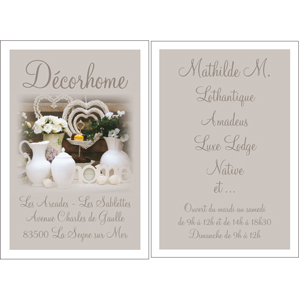 Décorhome
HOME
Les Arcades - Les Sablettes
Avenue Charles de Gaulle
83500 La Seyne sur Mer
Mathilde M.
Lothantique
Amadeus
Luxe Lodge
Native
et ...
Ouvert du mardi au samedi
de 9h à 12h et de 14h à 18h30
Dimanche de 9h à 12h